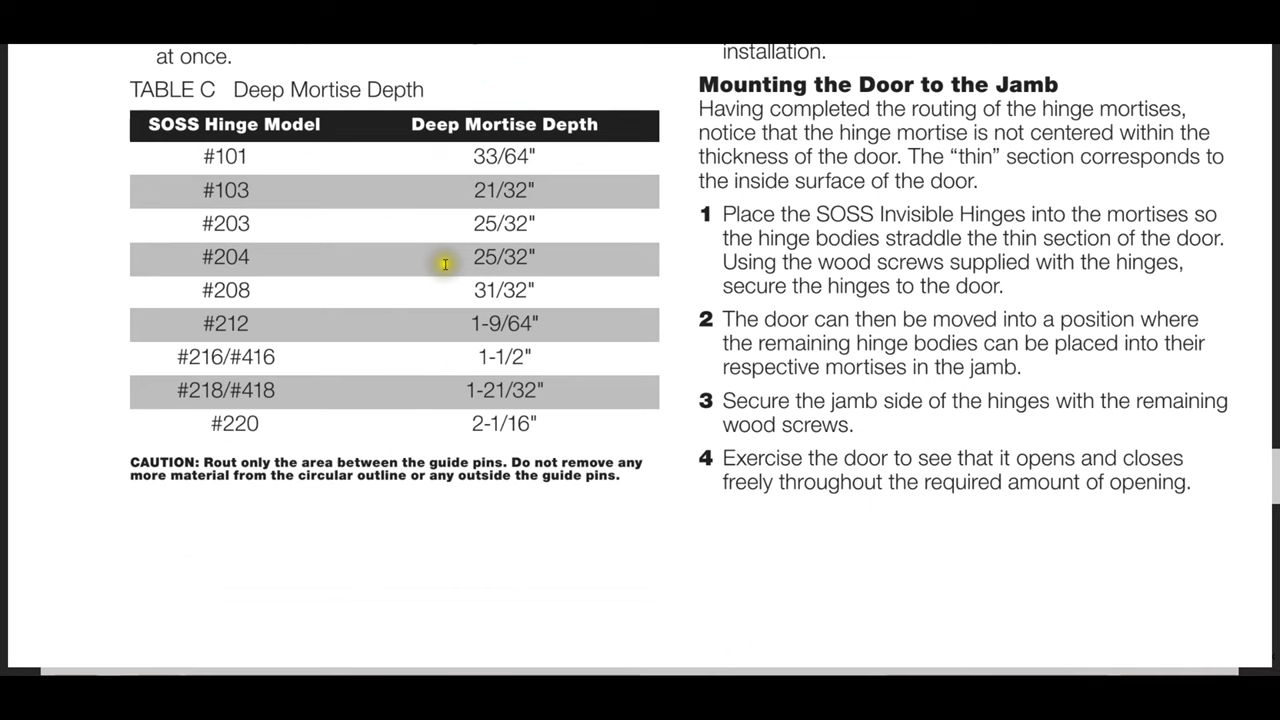 at once.
TABLE C Deep Mortise Depth
SOSS Hinge Model Deep Mortise Depth
#101 33/64"
#103 21/32"
#203 25/32"
#204 25/32"
#208 31/32"
#212 1-9/64"
#216/#416 1-1/2"
#218/#418 1-21/32"
#220 2-1/16"
CAUTION: Rout only the area between the guide pins. Do not remove any
more material from the circular outline or any outside the guide pins.
installation.
Mounting the Door to the Jamb
Having completed the routing of the hinge mortises,
notice that the hinge mortise is not centered within the
thickness of the door. The “thin” section corresponds to
the inside surface of the door.
1 Place the SOSS Invisible Hinges into the mortises so
the hinge bodies straddle the thin section of the door.
Using the wood screws supplied with the hinges,
secure the hinges to the door.
2 The door can then be moved into a position where
the remaining hinge bodies can be placed into their
respective mortises in the jamb.
3 Secure the jamb side of the hinges with the remaining
wood screws.
4 Exercise the door to see that it opens and closes
freely throughout the required amount of opening.